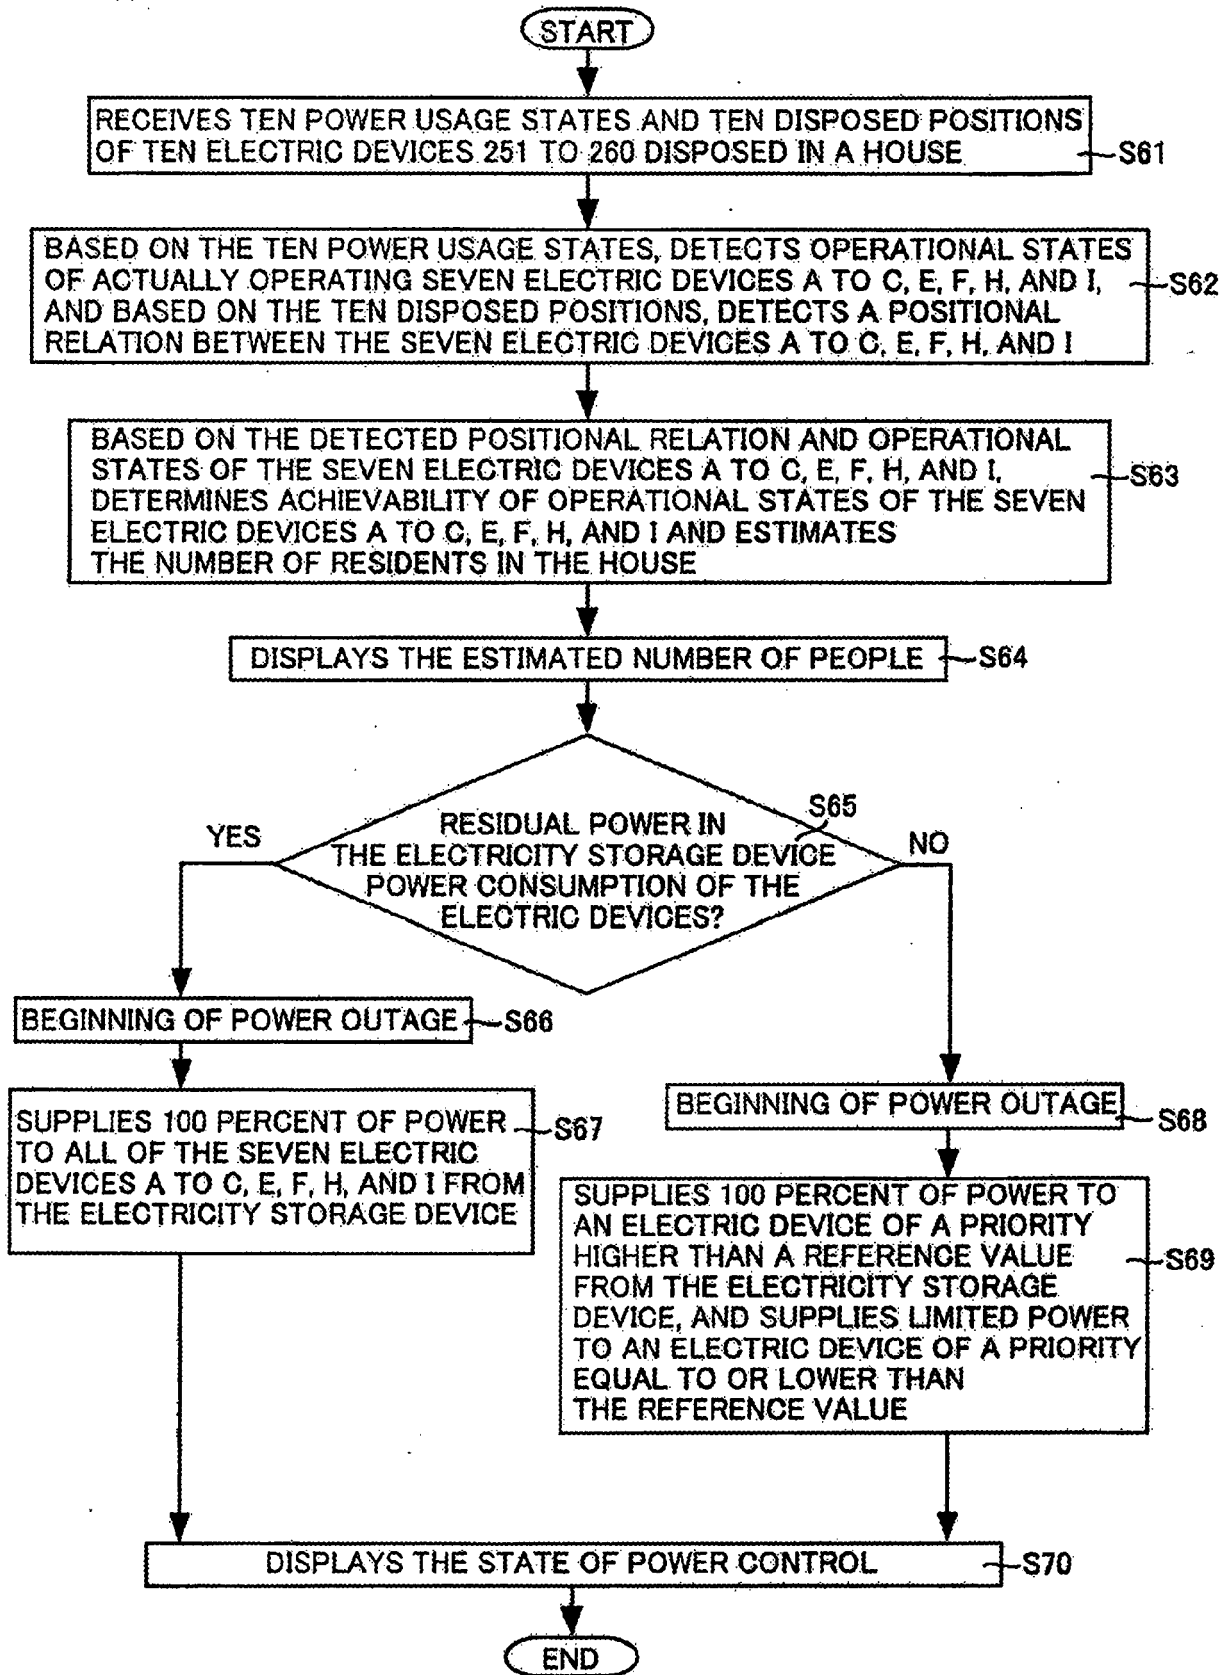 START
RECEIVES TEN POWER USAGE STATES AND TEN DISPOSED POSITIONS
OF TEN ELECTRIC DEVICES 251 TO 260 DISPOSED IN A HOUSE
S61
BASED ON THE TEN POWER USAGE STATES, DETECTS OPERATIONAL STATES
OF ACTUALLY OPERATING SEVEN ELECTRIC DEVICES A TO C, E, F, H, AND I,
AND BASED ON THE TEN DISPOSED POSITIONS, DETECTS A POSITIONAL
RELATION BETWEEN THE SEVEN ELECTRIC DEVICES A TO C, E, F, H, AND I
S62
BASED ON THE DETECTED POSITIONAL RELATION AND OPERATIONAL
STATES OF THE SEVEN ELECTRIC DEVICES A TO C, E, F, H, AND I,
DETERMINES ACHIEVABILITY OF OPERATIONAL STATES OF THE SEVEN
ELECTRIC DEVICES A TO C, E, F, H, AND I AND ESTIMATES
THE NUMBER OF RESIDENTS IN THE HOUSE
S63
DISPLAYS THE ESTIMATED NUMBER OF PEOPLE
S64
RESIDUAL POWER IN
THE ELECTRICITY STORAGE DEVICE
POWER CONSUMPTION OF THE
ELECTRIC DEVICES?
S65
YES
NO
BEGINNING OF POWER OUTAGE
S66
SUPPLIES 100 PERCENT OF POWER
TO ALL OF THE SEVEN ELECTRIC
DEVICES A TO C, E, F, H, AND I FROM
THE ELECTRICITY STORAGE DEVICE
S67
BEGINNING OF POWER OUTAGE
S68
SUPPLIES 100 PERCENT OF POWER TO
AN ELECTRIC DEVICE OF A PRIORITY
HIGHER THAN A REFERENCE VALUE
FROM THE ELECTRICITY STORAGE
DEVICE, AND SUPPLIES LIMITED POWER
TO AN ELECTRIC DEVICE OF A PRIORITY
EQUAL TO OR LOWER THAN
THE REFERENCE VALUE
S69
DISPLAYS THE STATE OF POWER CONTROL
S70
END